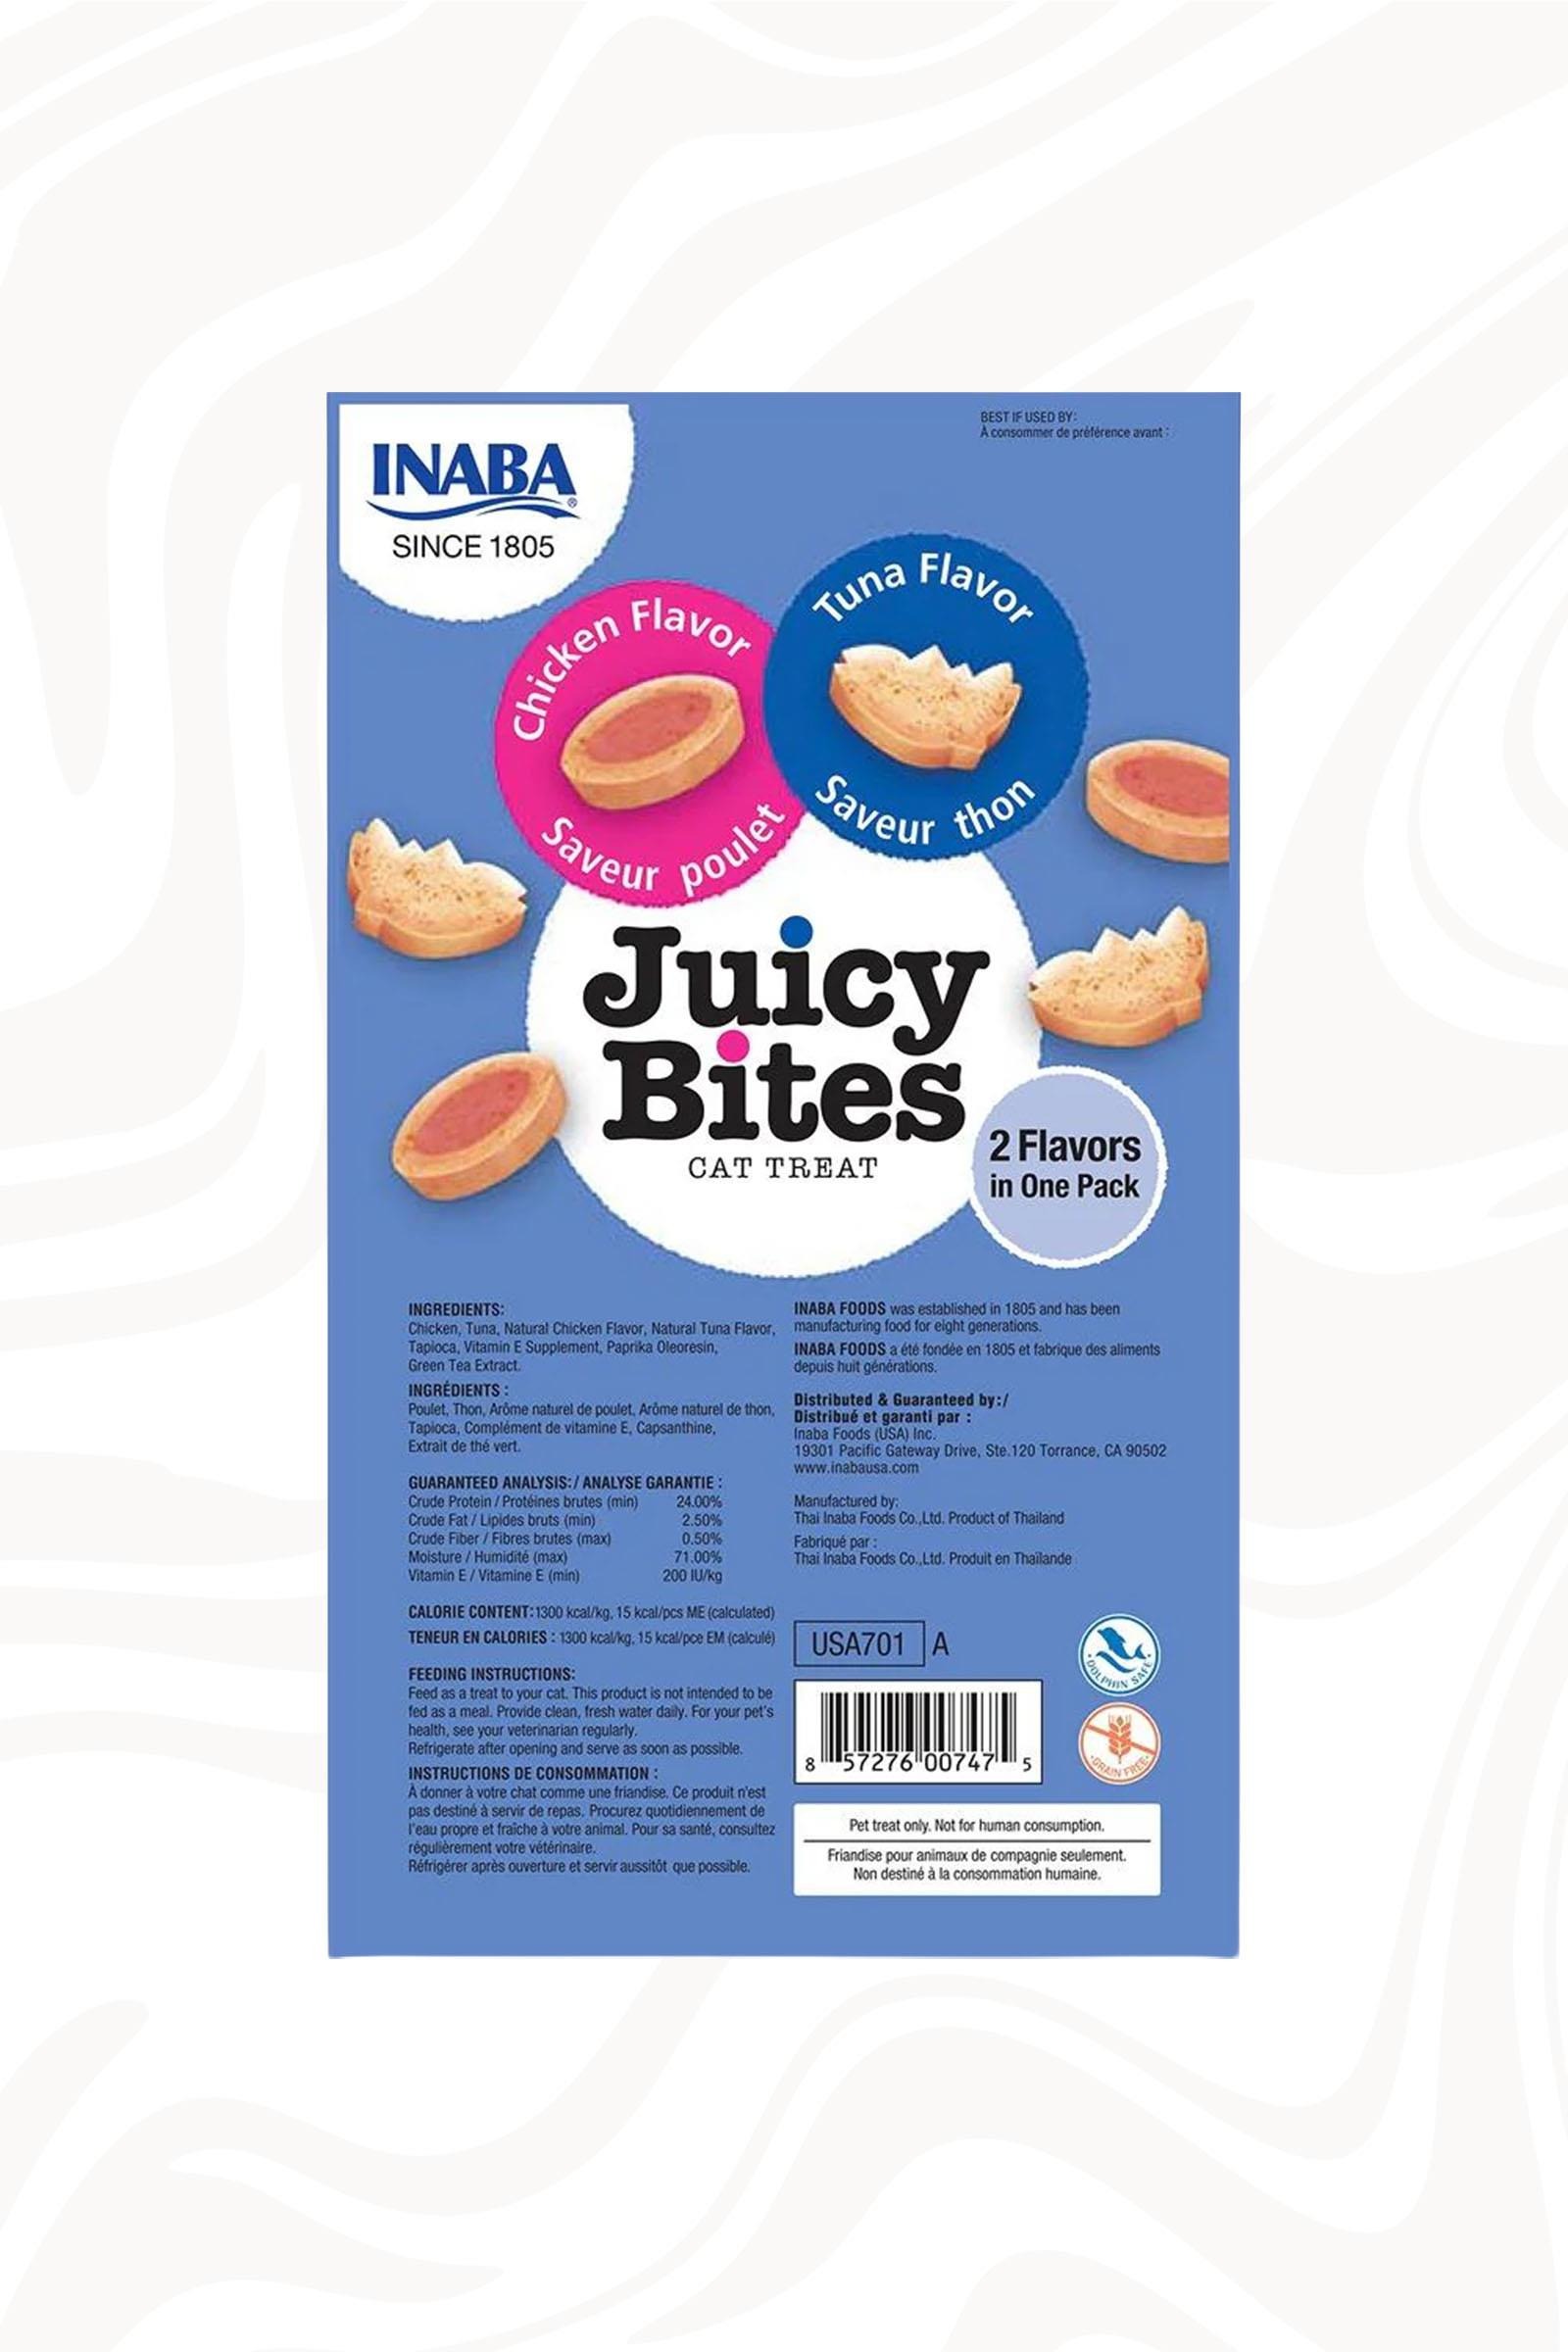 INABA®
SINCE 1805
BEST IF USED BY:
À consommer de préférence avant :
Chicken Flavor
Saveur poulet
Tuna Flavor
Saveur thon
Juicy
Bites
CAT TREAT
2 Flavors
in One Pack
INGREDIENTS:
Chicken, Tuna, Natural Chicken Flavor, Natural Tuna Flavor,
Tapioca, Vitamin E Supplement, Paprika Oleoresin,
Green Tea Extract.
INGRÉDIENTS :
Poulet, Thon, Arôme naturel de poulet, Arôme naturel de thon,
Tapioca, Complément de vitamine E, Capsanthine,
Extrait de thé vert.
GUARANTEED ANALYSIS: / ANALYSE GARANTIE :
Crude Protein / Protéines brutes (min) 24.00%
Crude Fat / Lipides bruts (min) 2.50%
Crude Fiber / Fibres brutes (max) 0.50%
Moisture / Humidité (max) 71.00%
Vitamin E / Vitamine E (min) 200 IU/kg
CALORIE CONTENT: 1300 kcal/kg, 15 kcal/pcs ME (calculated)
TENEUR EN CALORIES : 1300 kcal/kg, 15 kcal/pce EM (calculé)
FEEDING INSTRUCTIONS:
Feed as a treat to your cat. This product is not intended to be
fed as a meal. Provide clean, fresh water daily. For your pet's
health, see your veterinarian regularly.
Refrigerate after opening and serve as soon as possible.
INSTRUCTIONS DE CONSOMMATION :
À donner à votre chat comme une friandise. Ce produit n'est
pas destiné à servir de repas. Procurez quotidiennement de
l'eau propre et fraîche à votre animal. Pour sa santé, consultez
régulièrement votre vétérinaire.
Réfrigérer après ouverture et servir aussitôt que possible.
INABA FOODS was established in 1805 and has been
manufacturing food for eight generations.
INABA FOODS a été fondée en 1805 et fabrique des aliments
depuis huit générations.
Distributed & Guaranteed by:/
Distribué et garanti par :
Inaba Foods (USA) Inc.
19301 Pacific Gateway Drive, Ste.120 Torrance, CA 90502
www.inabausa.com
Manufactured by:
Thai Inaba Foods Co.,Ltd. Product of Thailand
Fabriqué par :
Thai Inaba Foods Co.,Ltd. Produit en Thaïlande
USA701 A
DOLPHIN SAFE
8 57276 00747 5
GRAIN FREE
Pet treat only. Not for human consumption.
Friandise pour animaux de compagnie seulement.
Non destiné à la consommation humaine.